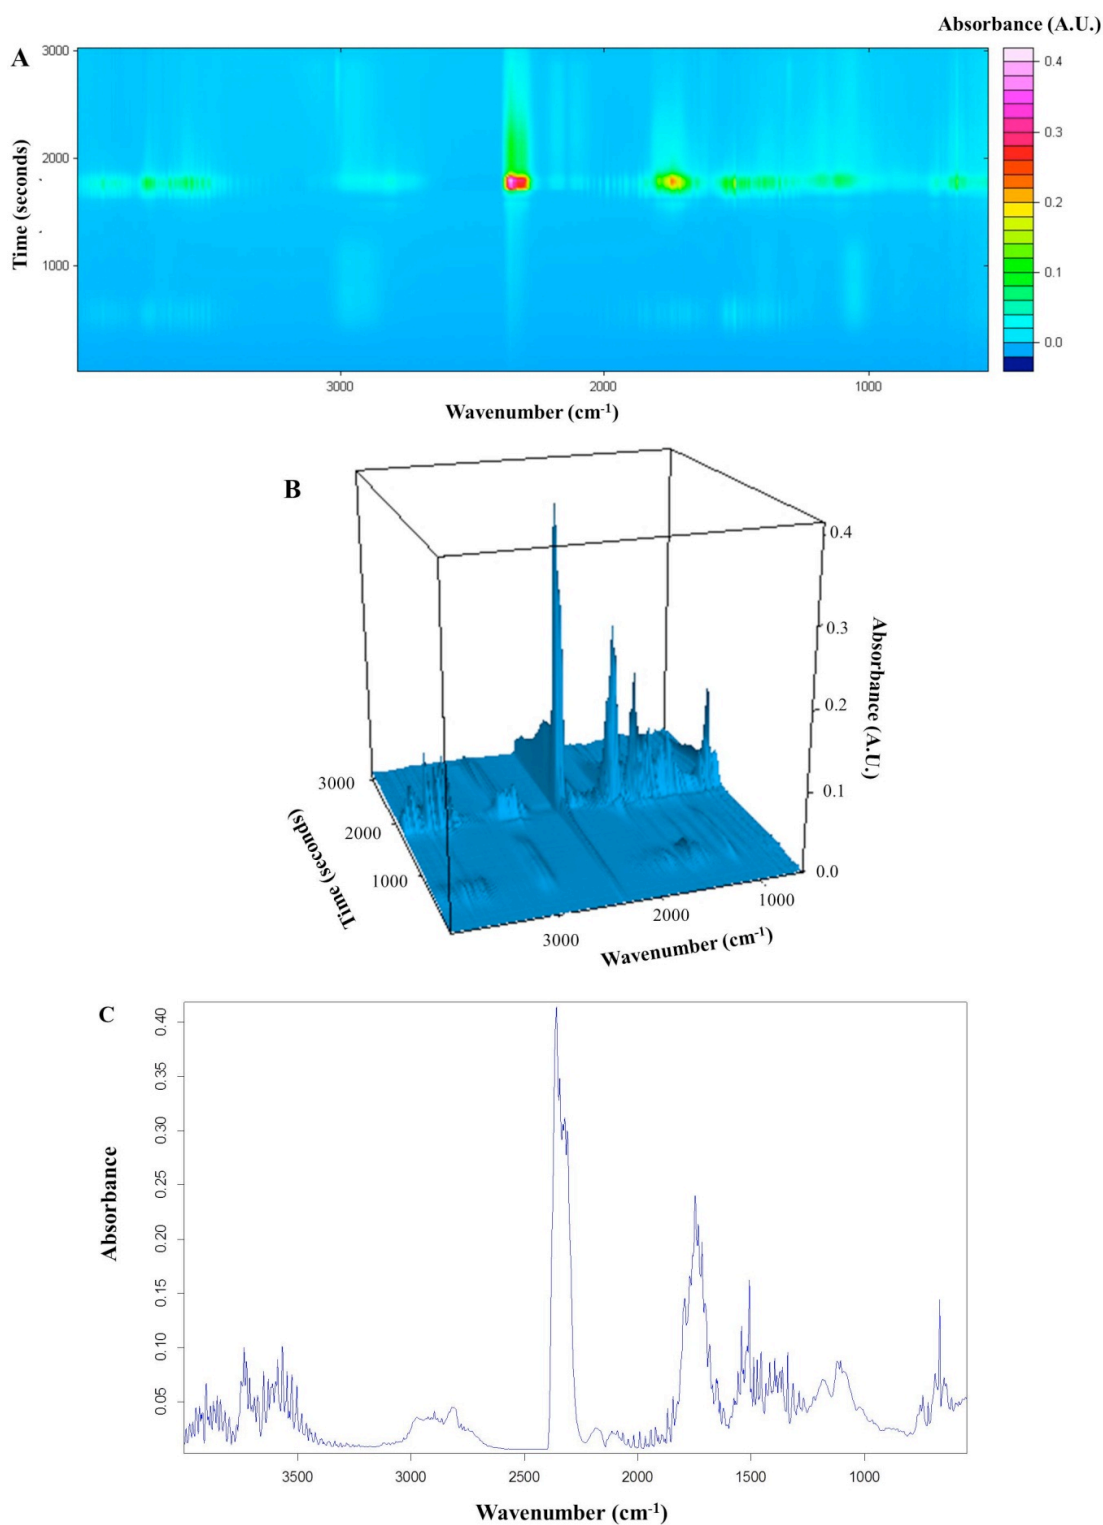 Absorbance (A.U.)
A
3000
2000
1000
Time (seconds)
0.4
0.3
0.2
0.1
0.0
3000 2000 1000
Wavenumber (cm⁻¹)
B
0.4
0.3
0.2
0.1
0.0
Absorbance (A.U.)
3000
2000
1000
Time (seconds)
3000
2000
1000
Wavenumber (cm⁻¹)
C
0.40
0.35
0.30
0.25
0.20
0.15
0.10
0.05
Absorbance
3500 3000 2500 2000 1500 1000
Wavenumber (cm⁻¹)